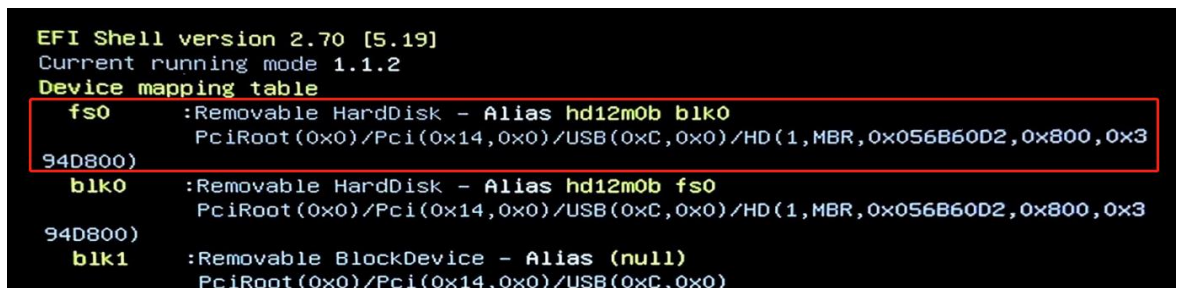 EFI Shell version 2.70 [5.19]
Current running mode 1.1.2
Device mapping table
fs0 :Removable HardDisk - Alias hd12m0b blk0
PciRoot(0x0)/Pci(0x14,0x0)/USB(0xC,0x0)/HD(1,MBR,0x056B60D2,0x800,0x3
94D800)
blk0 :Removable HardDisk - Alias hd12m0b fs0
PciRoot(0x0)/Pci(0x14,0x0)/USB(0xC,0x0)/HD(1,MBR,0x056B60D2,0x800,0x3
94D800)
blk1 :Removable BlockDevice - Alias (null)
PciRoot(0x0)/Pci(0x14,0x0)/USB(0xC,0x0)